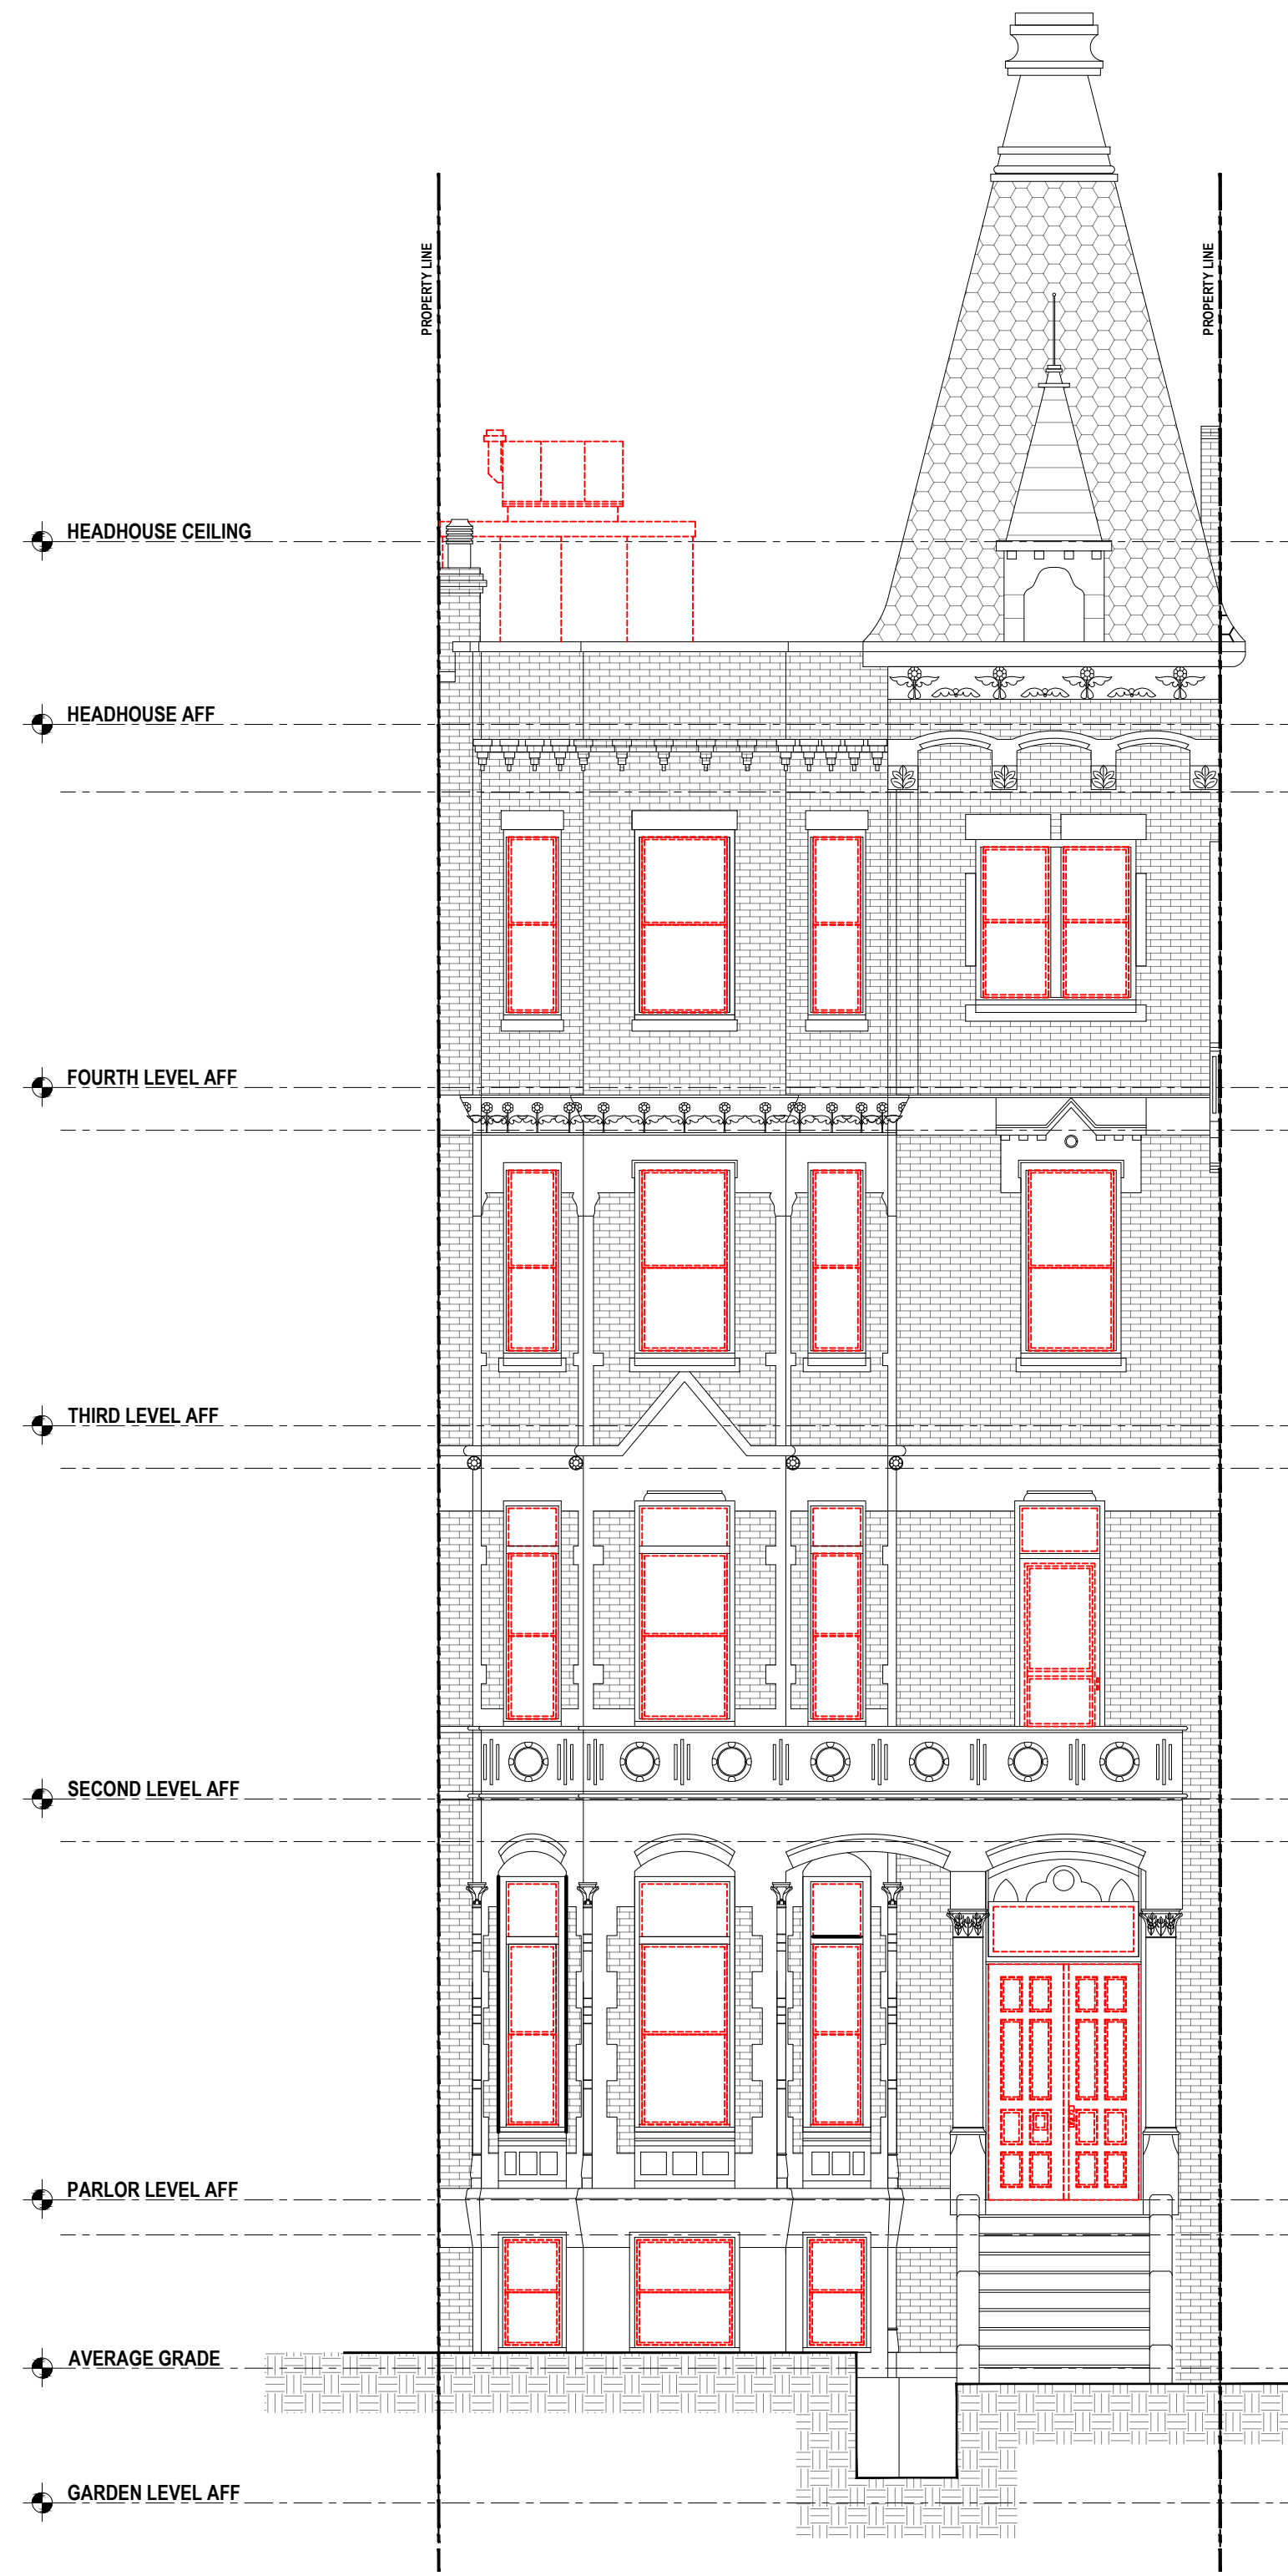 PROPERTY LINE
PROPERTY LINE
HEADHOUSE CEILING
HEADHOUSE AFF
FOURTH LEVEL AFF
THIRD LEVEL AFF
SECOND LEVEL AFF
PARLOR LEVEL AFF
AVERAGE GRADE
GARDEN LEVEL AFF